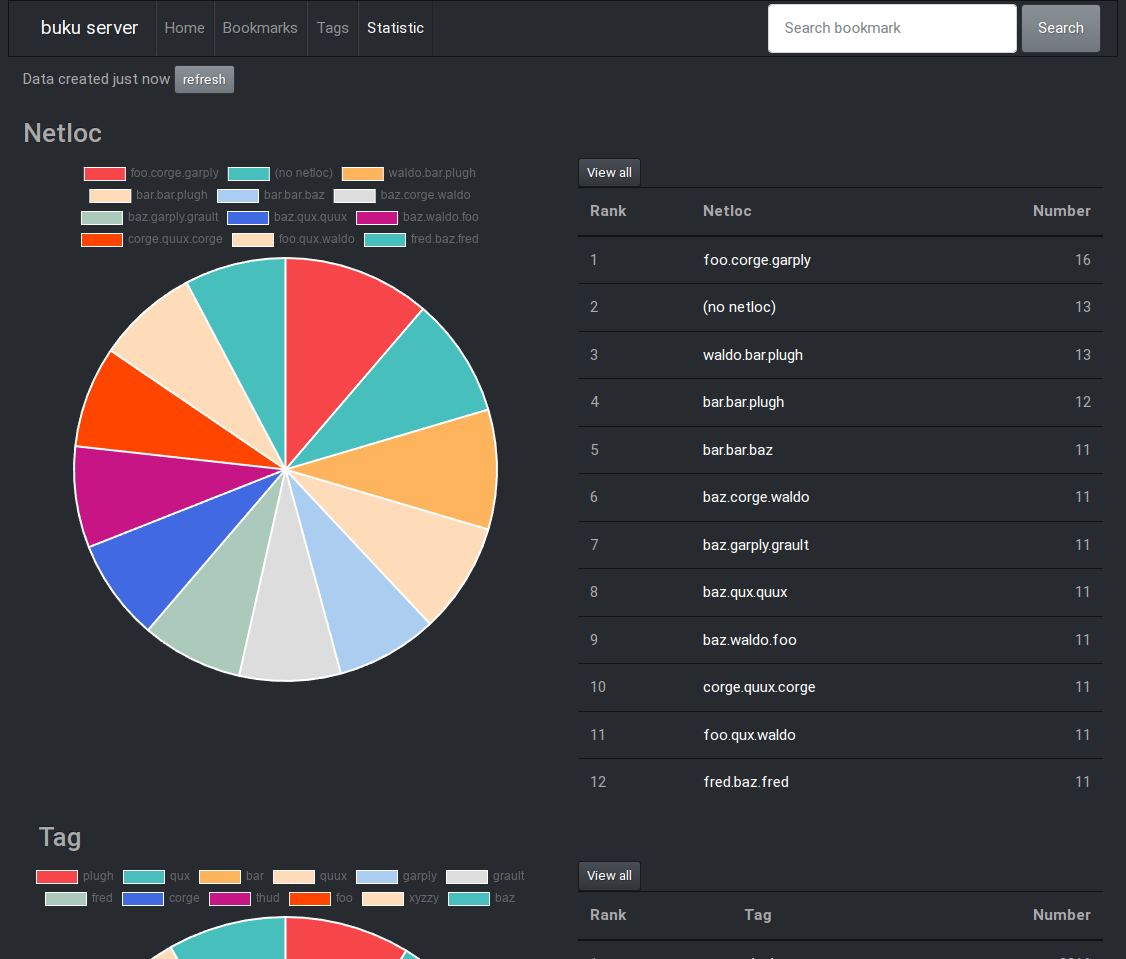 buku server Home Bookmarks Tags Statistic Search bookmark Search
Data created just now refresh
Netloc
foo.corge.garply (no netloc) waldo.bar.plugh
bar.bar.plugh bar.bar.baz baz.corge.waldo
baz.garply.grault baz.qux.quux baz.waldo.foo
corge.quux.corge foo.qux.waldo fred.baz.fred
View all
Rank Netloc Number
1 foo.corge.garply 16
2 (no netloc) 13
3 waldo.bar.plugh 13
4 bar.bar.plugh 12
5 bar.bar.baz 11
6 baz.corge.waldo 11
7 baz.garply.grault 11
8 baz.qux.quux 11
9 baz.waldo.foo 11
10 corge.quux.corge 11
11 foo.qux.waldo 11
12 fred.baz.fred 11
Tag
plugh qux bar quux garply grault
fred corge thud foo xyzzy baz
View all
Rank Tag Number